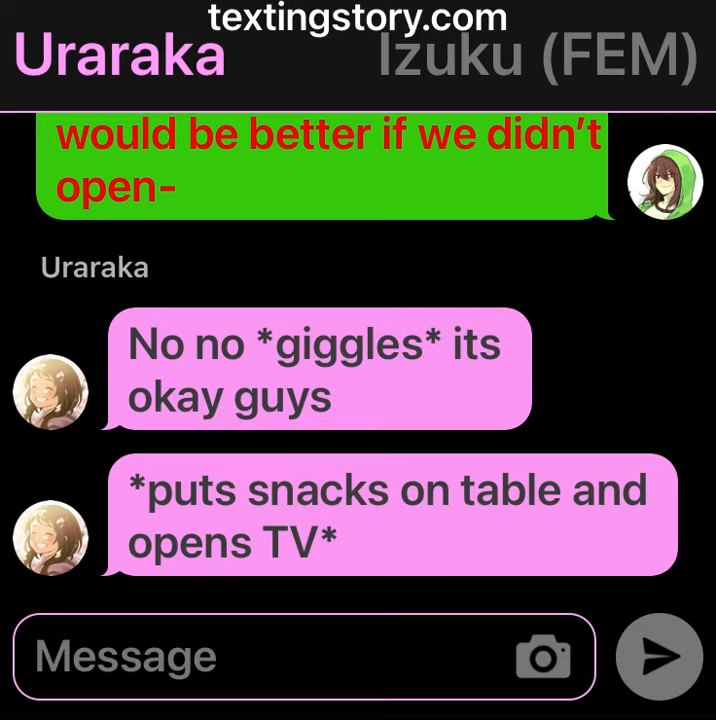 textingstory.com
Uraraka Izuku (FEM)
would be better if we didn’t
open-
Uraraka
No no *giggles* its
okay guys
*puts snacks on table and
opens TV*
Message